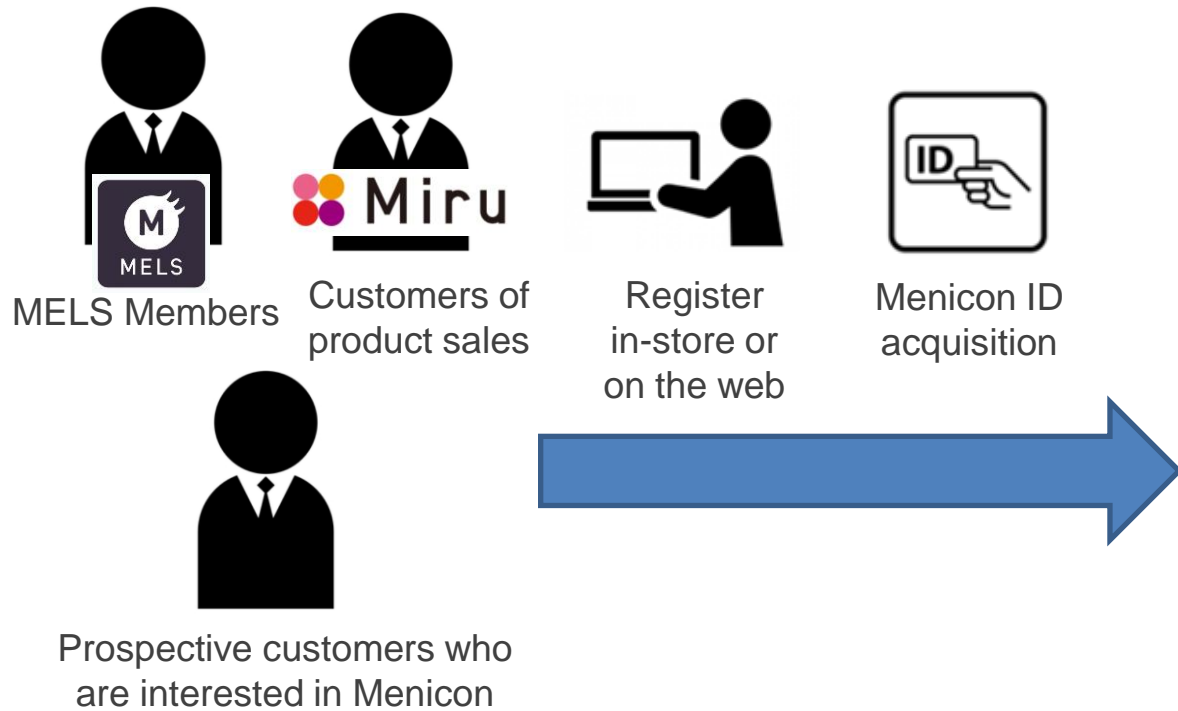 M
MELS
MELS Members
Miru
Customers of
product sales
Register
in-store or
on the web
ID
Menicon ID
acquisition
Prospective customers who
are interested in Menicon